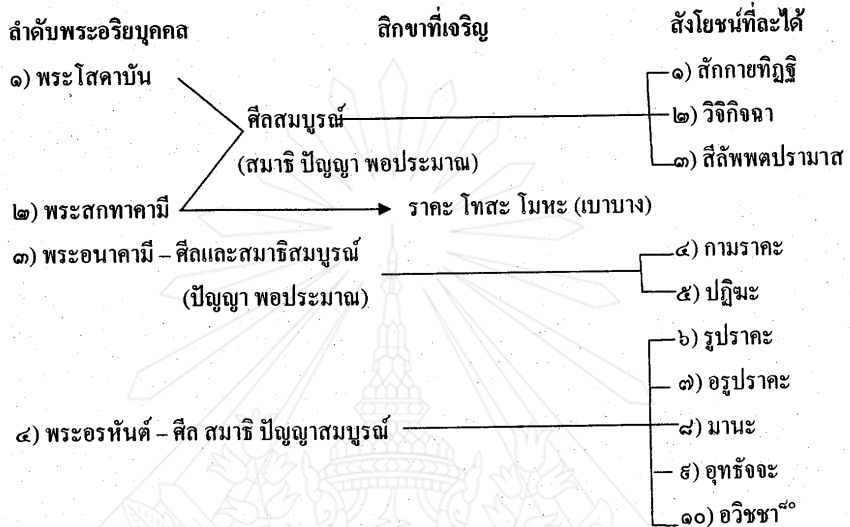 ลำดับพระอริยบุคคล สิกขาที่เจริญ สังโยชน์ที่ละได้
๑) พระโสดาบัน ๑) สักกายทิฏฐิ
ศีลสมบูรณ์ ๒) วิจิกิจฉา
(สมาธิ ปัญญา พอประมาณ) ๓) สีลัพพตปรามาส
๒) พระสกทาคามี ราคะ โทสะ โมหะ (เบาบาง)
๓) พระอนาคามี – ศีลและสมาธิสมบูรณ์ ๔) กามราคะ
(ปัญญา พอประมาณ) ๕) ปฏิฆะ
๖) รูปราคะ
๗) อรูปราคะ
๔) พระอรหันต์ – ศีล สมาธิ ปัญญาสมบูรณ์ ๘) มานะ
๙) อุทธัจจะ
๑๐) อวิชชา๘๐